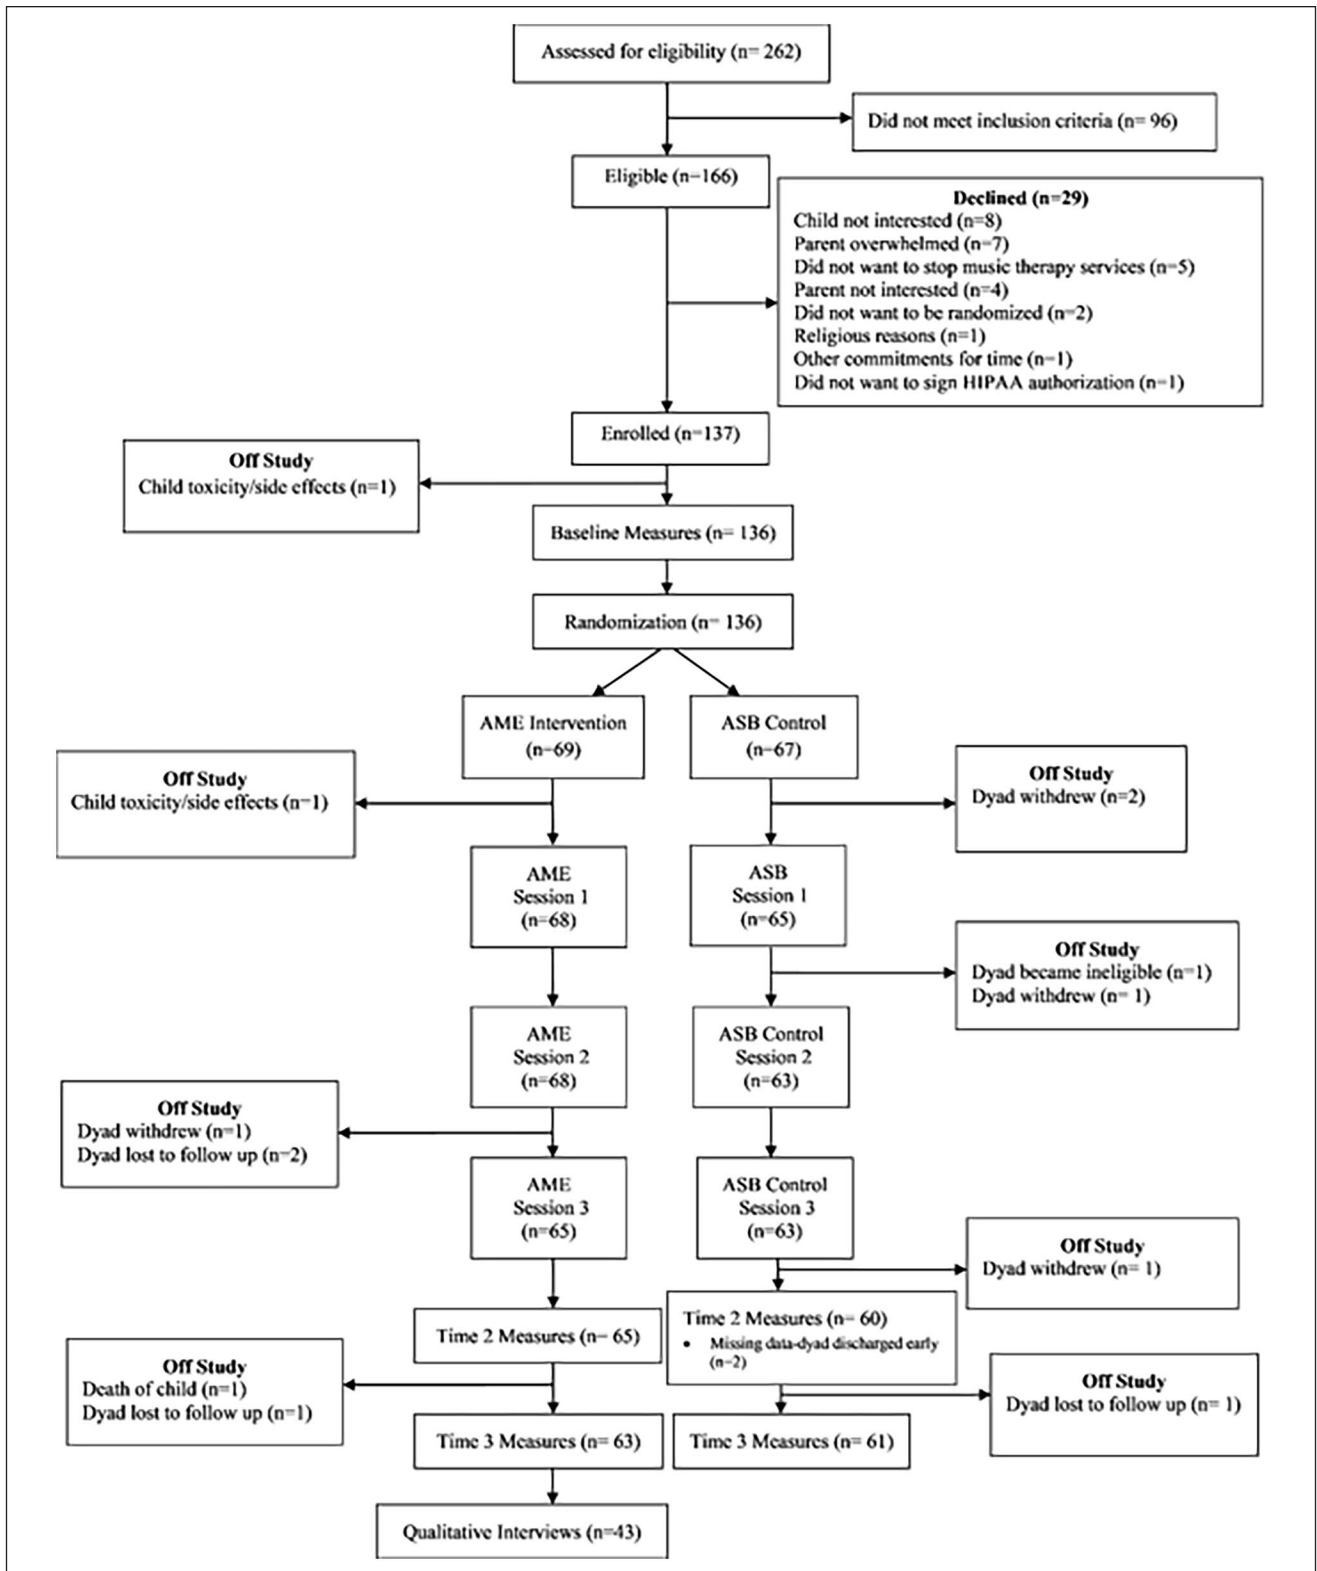 Assessed for eligibility (n= 262)
Did not meet inclusion criteria (n= 96)
Eligible (n=166)
Declined (n=29)
Child not interested (n=8)
Parent overwhelmed (n=7)
Did not want to stop music therapy services (n=5)
Parent not interested (n=4)
Did not want to be randomized (n=2)
Religious reasons (n=1)
Other commitments for time (n=1)
Did not want to sign HIPAA authorization (n=1)
Enrolled (n=137)
Off Study
Child toxicity/side effects (n=1)
Baseline Measures (n= 136)
Randomization (n= 136)
AME Intervention
(n=69)
ASB Control
(n=67)
Off Study
Child toxicity/side effects (n=1)
Off Study
Dyad withdrew (n=2)
AME
Session 1
(n=68)
ASB
Session 1
(n=65)
Off Study
Dyad became ineligible (n=1)
Dyad withdrew (n= 1)
AME
Session 2
(n=68)
ASB Control
Session 2
(n=63)
Off Study
Dyad withdrew (n=1)
Dyad lost to follow up (n=2)
AME
Session 3
(n=65)
ASB Control
Session 3
(n=63)
Off Study
Dyad withdrew (n= 1)
Time 2 Measures (n= 65)
Time 2 Measures (n= 60)
• Missing data-dyad discharged early
(n=2)
Off Study
Death of child (n=1)
Dyad lost to follow up (n=1)
Off Study
Dyad lost to follow up (n= 1)
Time 3 Measures (n= 63)
Time 3 Measures (n= 61)
Qualitative Interviews (n=43)